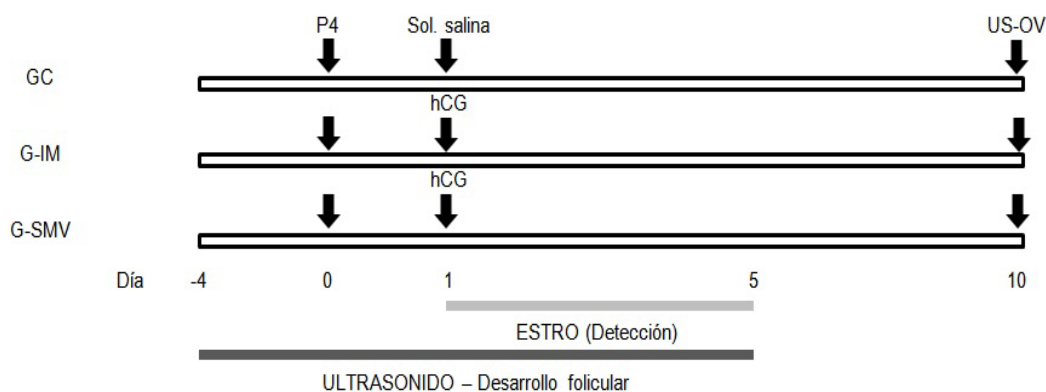 P4 Sol. salina US-OV
GC
hCG
G-IM
hCG
G-SMV
Día -4 0 1 5 10
ESTRO (Detección)
ULTRASONIDO – Desarrollo folicular